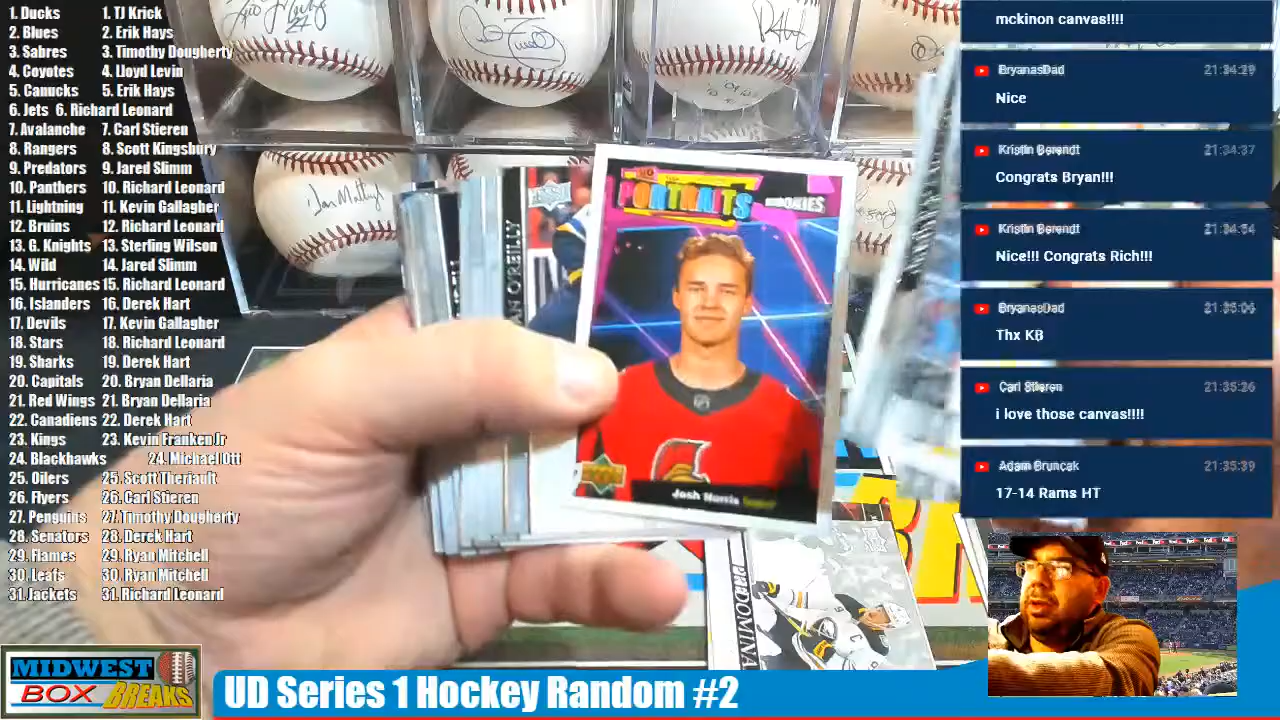 1. Ducks 1. TJ Krick
2. Blues 2. Erik Hays
3. Sabres 3. Timothy Dougherty
4. Coyotes 4. Lloyd Levin
5. Canucks 5. Erik Hays
6. Jets 6. Richard Leonard
7. Avalanche 7. Carl Stieren
8. Rangers 8. Scott Kingsbury
9. Predators 9. Jared Slimm
10. Panthers 10. Richard Leonard
11. Lightning 11. Kevin Gallagher
12. Bruins 12. Richard Leonard
13. G. Knights 13. Sterling Wilson
14. Wild 14. Jared Slimm
15. Hurricanes 15. Richard Leonard
16. Islanders 16. Derek Hart
17. Devils 17. Kevin Gallagher
18. Stars 18. Richard Leonard
19. Sharks 19. Derek Hart
20. Capitals 20. Bryan Dellaria
21. Red Wings 21. Bryan Dellaria
22. Canadiens 22. Derek Hart
23. Kings 23. Kevin Franken Jr
24. Blackhawks 24. Michael Ott
25. Oilers 25. Scott Theriault
26. Flyers 26. Carl Stieren
27. Penguins 27. Timothy Dougherty
28. Senators 28. Derek Hart
29. Flames 29. Ryan Mitchell
30. Leafs 30. Ryan Mitchell
31. Jackets 31. Richard Leonard
PORTRAITS
ROOKIES
Josh Norris
O'REILLY
mckinon canvas!!!!
BryanasDad 21:34:29
Nice
Kristin Berendt 21:34:37
Congrats Bryan!!!
Kristin Berendt 21:34:54
Nice!!! Congrats Rich!!!
BryanasDad 21:35:06
Thx KB
Carl Stieren 21:35:26
i love those canvas!!!!
Adam Bruncak 21:35:39
17-14 Rams HT
MIDWEST
BOX
BREAKS
UD Series 1 Hockey Random #2